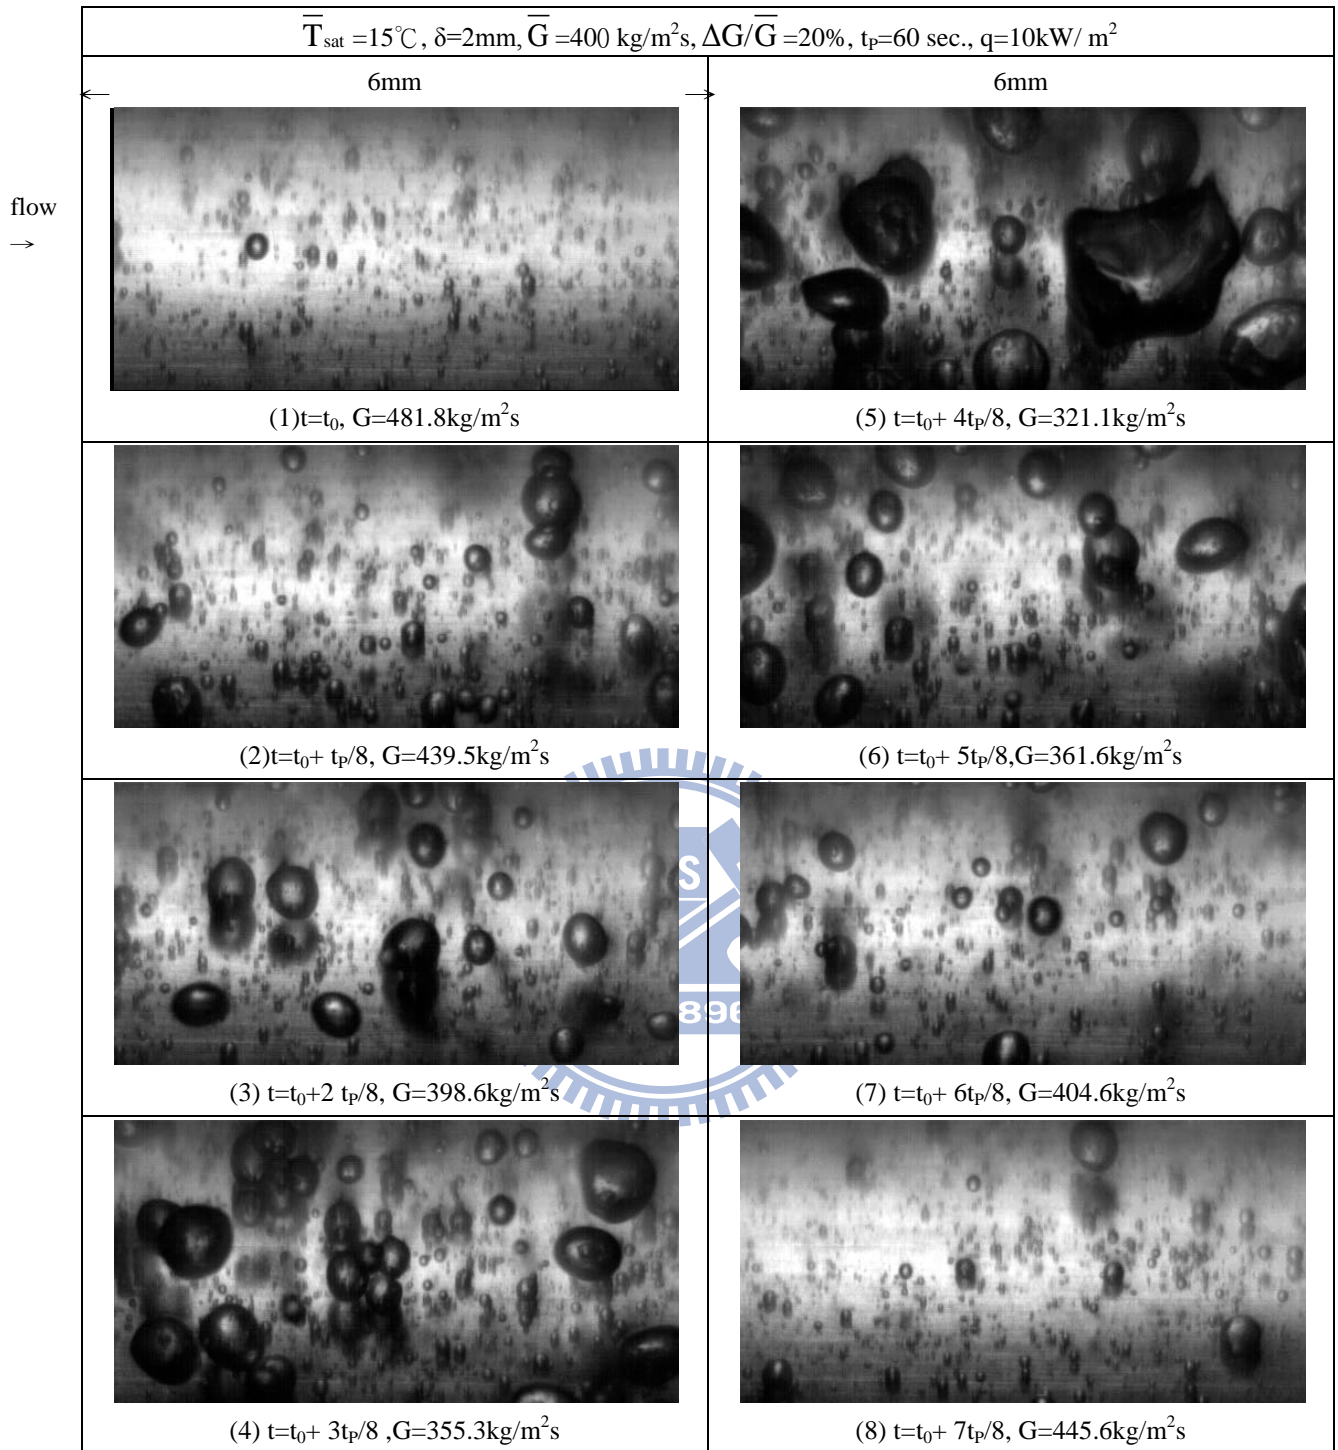 T̅sat =15℃, δ=2mm, G̅ =400 kg/m²s, ΔG/G̅ =20%, tP=60 sec., q=10kW/ m²
6mm
6mm
flow
(1)t=t0, G=481.8kg/m²s
(5) t=t0+ 4tP/8, G=321.1kg/m²s
(2)t=t0+ tP/8, G=439.5kg/m²s
(6) t=t0+ 5tP/8,G=361.6kg/m²s
S
896
(3) t=t0+2 tP/8, G=398.6kg/m²s
(7) t=t0+ 6tP/8, G=404.6kg/m²s
(4) t=t0+ 3tP/8 ,G=355.3kg/m²s
(8) t=t0+ 7tP/8, G=445.6kg/m²s